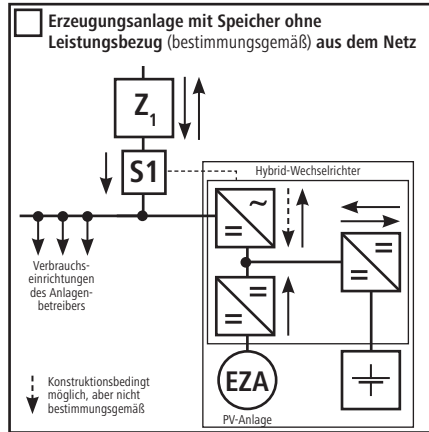 Erzeugungsanlage mit Speicher ohne
Leistungsbezug (bestimmungsgemäß) aus dem Netz
Z1
S1
Hybrid-Wechselrichter
Verbrauchs-
einrichtungen
des Anlagen-
betreibers
Konstruktionsbedingt
möglich, aber nicht
bestimmungsgemäß
EZA
PV-Anlage